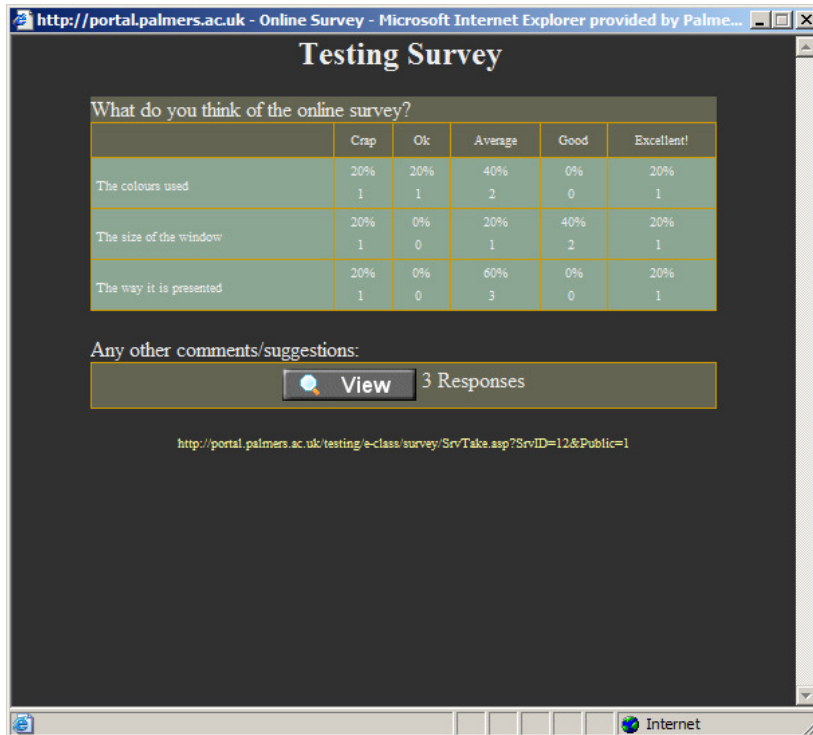 http://portal.palmers.ac.uk - Online Survey - Microsoft Internet Explorer provided by Palme...
Testing Survey
What do you think of the online survey?
Crap Ok Average Good Excellent!
The colours used
20% 20% 40% 0% 20%
1 1 2 0 1
The size of the window
20% 0% 20% 40% 20%
1 0 1 2 1
The way it is presented
20% 0% 60% 0% 20%
1 0 3 0 1
Any other comments/suggestions:
View 3 Responses
http://portal.palmers.ac.uk/testing/e-class/survey/SrvTake.asp?SrvID=12&Public=1
Internet